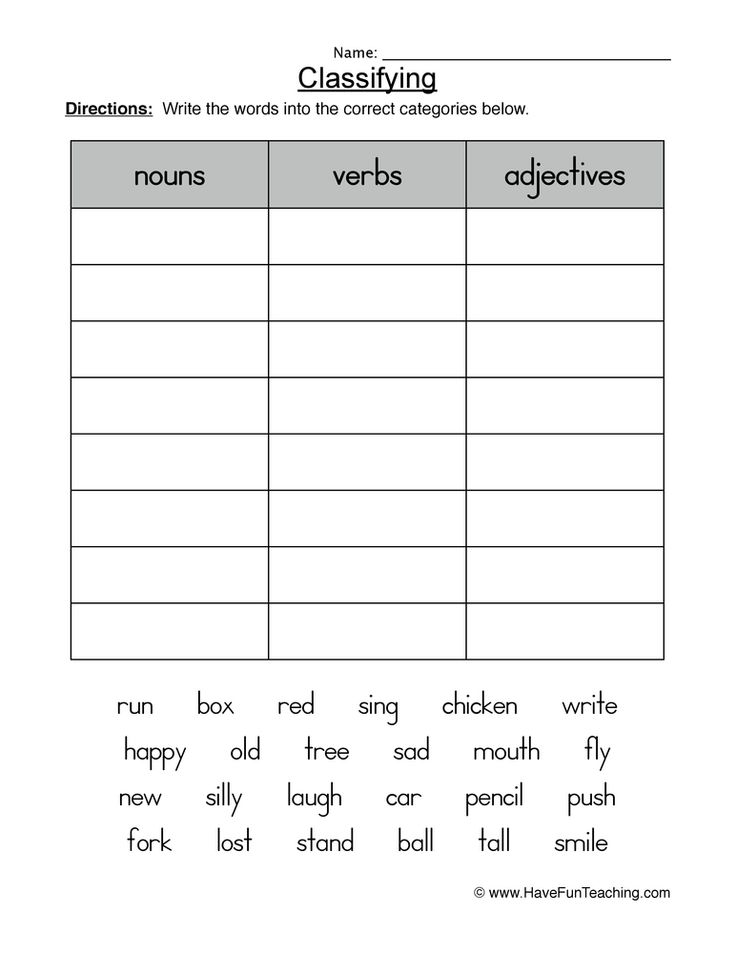 Name:
Classifying
Directions: Write the words into the correct categories below.
nouns verbs adjectives
run box red sing chicken write
happy old tree sad mouth fly
new silly laugh car pencil push
fork lost stand ball tall smile
© www.HaveFunTeaching.com